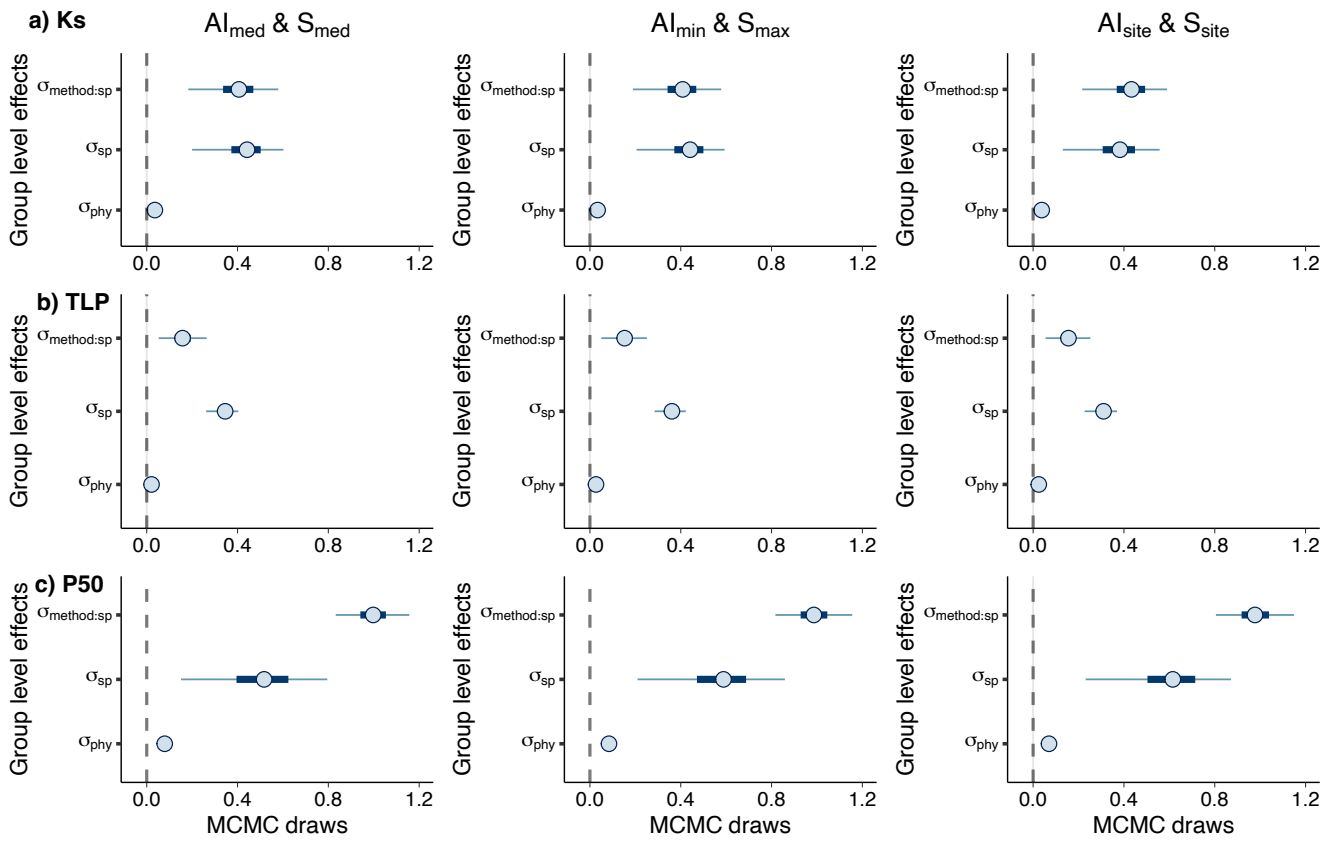 a) Ks
AImed & Smed
AImin & Smax
AIsite & Ssite
Group level effects
σmethod:sp
σsp
σphy
0.0 0.4 0.8 1.2
Group level effects
σmethod:sp
σsp
σphy
0.0 0.4 0.8 1.2
Group level effects
σmethod:sp
σsp
σphy
0.0 0.4 0.8 1.2
b) TLP
Group level effects
σmethod:sp
σsp
σphy
0.0 0.4 0.8 1.2
Group level effects
σmethod:sp
σsp
σphy
0.0 0.4 0.8 1.2
Group level effects
σmethod:sp
σsp
σphy
0.0 0.4 0.8 1.2
c) P50
Group level effects
σmethod:sp
σsp
σphy
0.0 0.4 0.8 1.2
MCMC draws
Group level effects
σmethod:sp
σsp
σphy
0.0 0.4 0.8 1.2
MCMC draws
Group level effects
σmethod:sp
σsp
σphy
0.0 0.4 0.8 1.2
MCMC draws